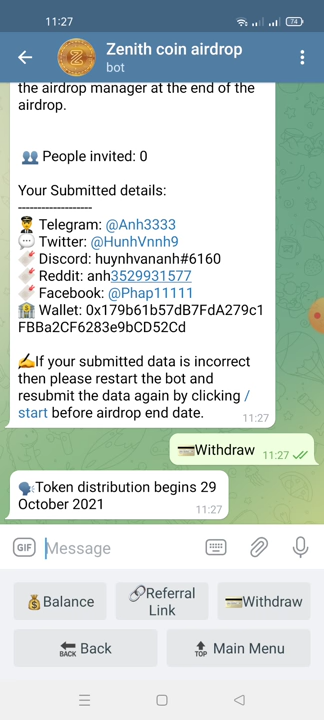 11:27
74
Zenith coin airdrop
bot
the airdrop manager at the end of the
airdrop.
👥 People invited: 0
Your Submitted details:
-------------------
👮 Telegram: @Anh3333
💬 Twitter: @HunhVnnh9
Discord: huynhvananh#6160
Reddit: anh3529931577
Facebook: @Phap11111
🏦 Wallet: 0x179b61b57dB7FdA279c1
FBBa2CF6283e9bCD52Cd
✍️If your submitted data is incorrect
then please restart the bot and
resubmit the data again by clicking /
start before airdrop end date.
11:27
💳Withdraw 11:27
🗣Token distribution begins 29
October 2021
11:27
GIF
Message
💰Balance
🔗Referral
Link
💳Withdraw
🔙 Back
🔝 Main Menu